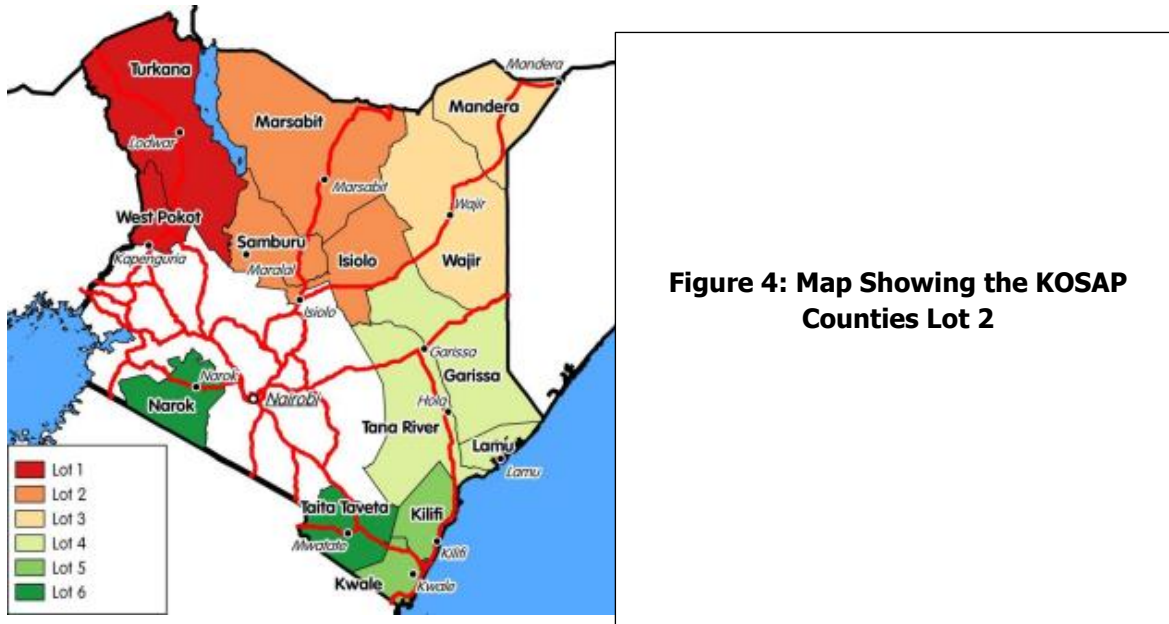 Turkana
Mandera
Mandera
Marsabit
Lodwar
Marsabit
Wajir
West Pokot
Samburu
Kapenguria
Maralal
Isiolo
Wajir
Isiolo
Garissa
Garissa
Narok
Narok
Nairobi
Hola
Tana River
Lamu
Lamu
Lot 1
Lot 2
Lot 3
Lot 4
Lot 5
Lot 6
Taita Taveta
Kilifi
Mwatate
Kilifi
Kwale
Kwale
Figure 4: Map Showing the KOSAP
Counties Lot 2